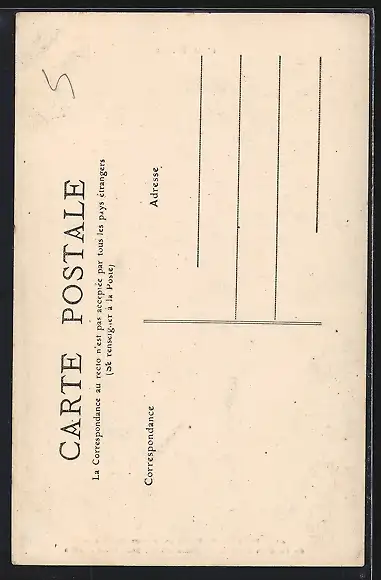 CARTE POSTALE
La Correspondance au recto n'est pas acceptée par tous les pays étrangers
(Se renseigner à la Poste)
Correspondance
Adresse
5